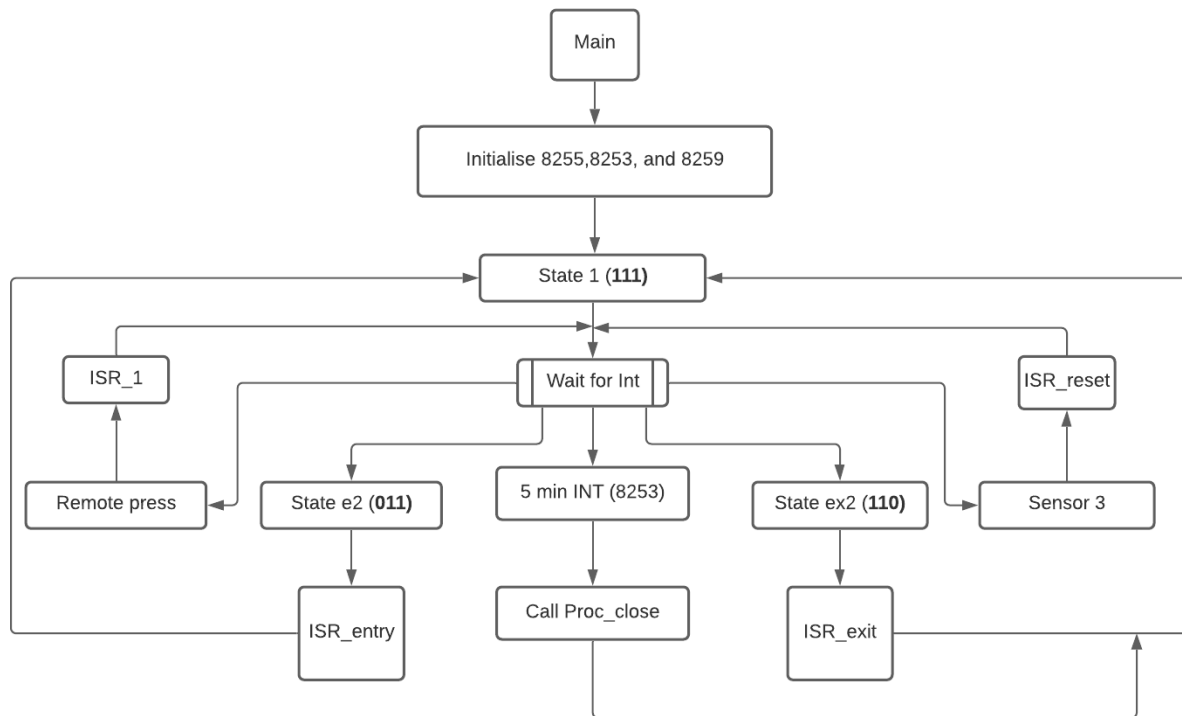 Main
Initialise 8255,8253, and 8259
State 1 (111)
ISR_1
Wait for Int
ISR_reset
Remote press
State e2 (011)
5 min INT (8253)
State ex2 (110)
Sensor 3
ISR_entry
Call Proc_close
ISR_exit